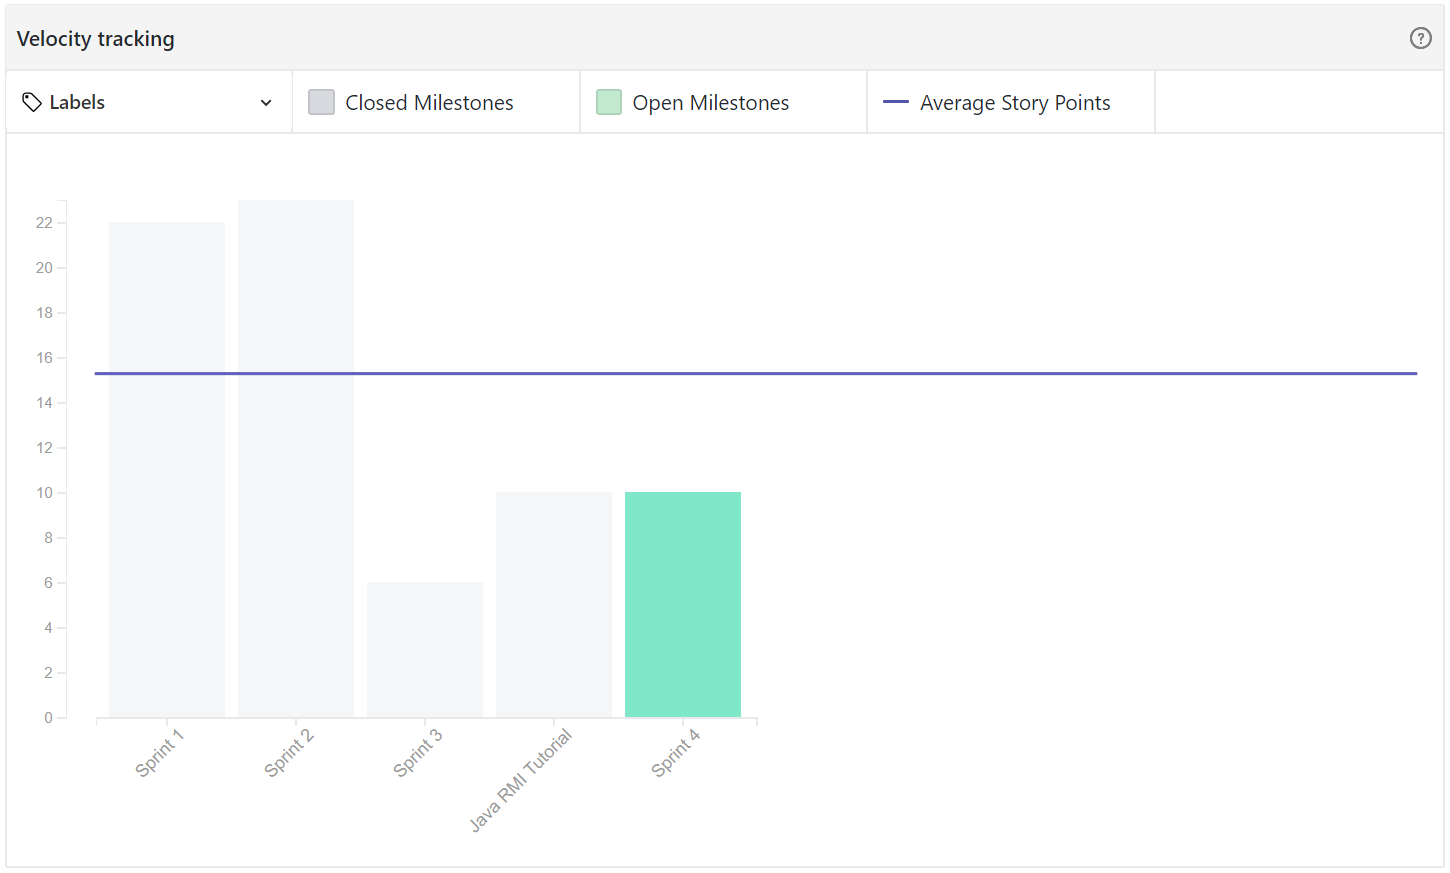 Velocity tracking
Labels
Closed Milestones
Open Milestones
Average Story Points
22
20
18
16
14
12
10
8
6
4
2
0
Sprint 1
Sprint 2
Sprint 3
Java RMI Tutorial
Sprint 4